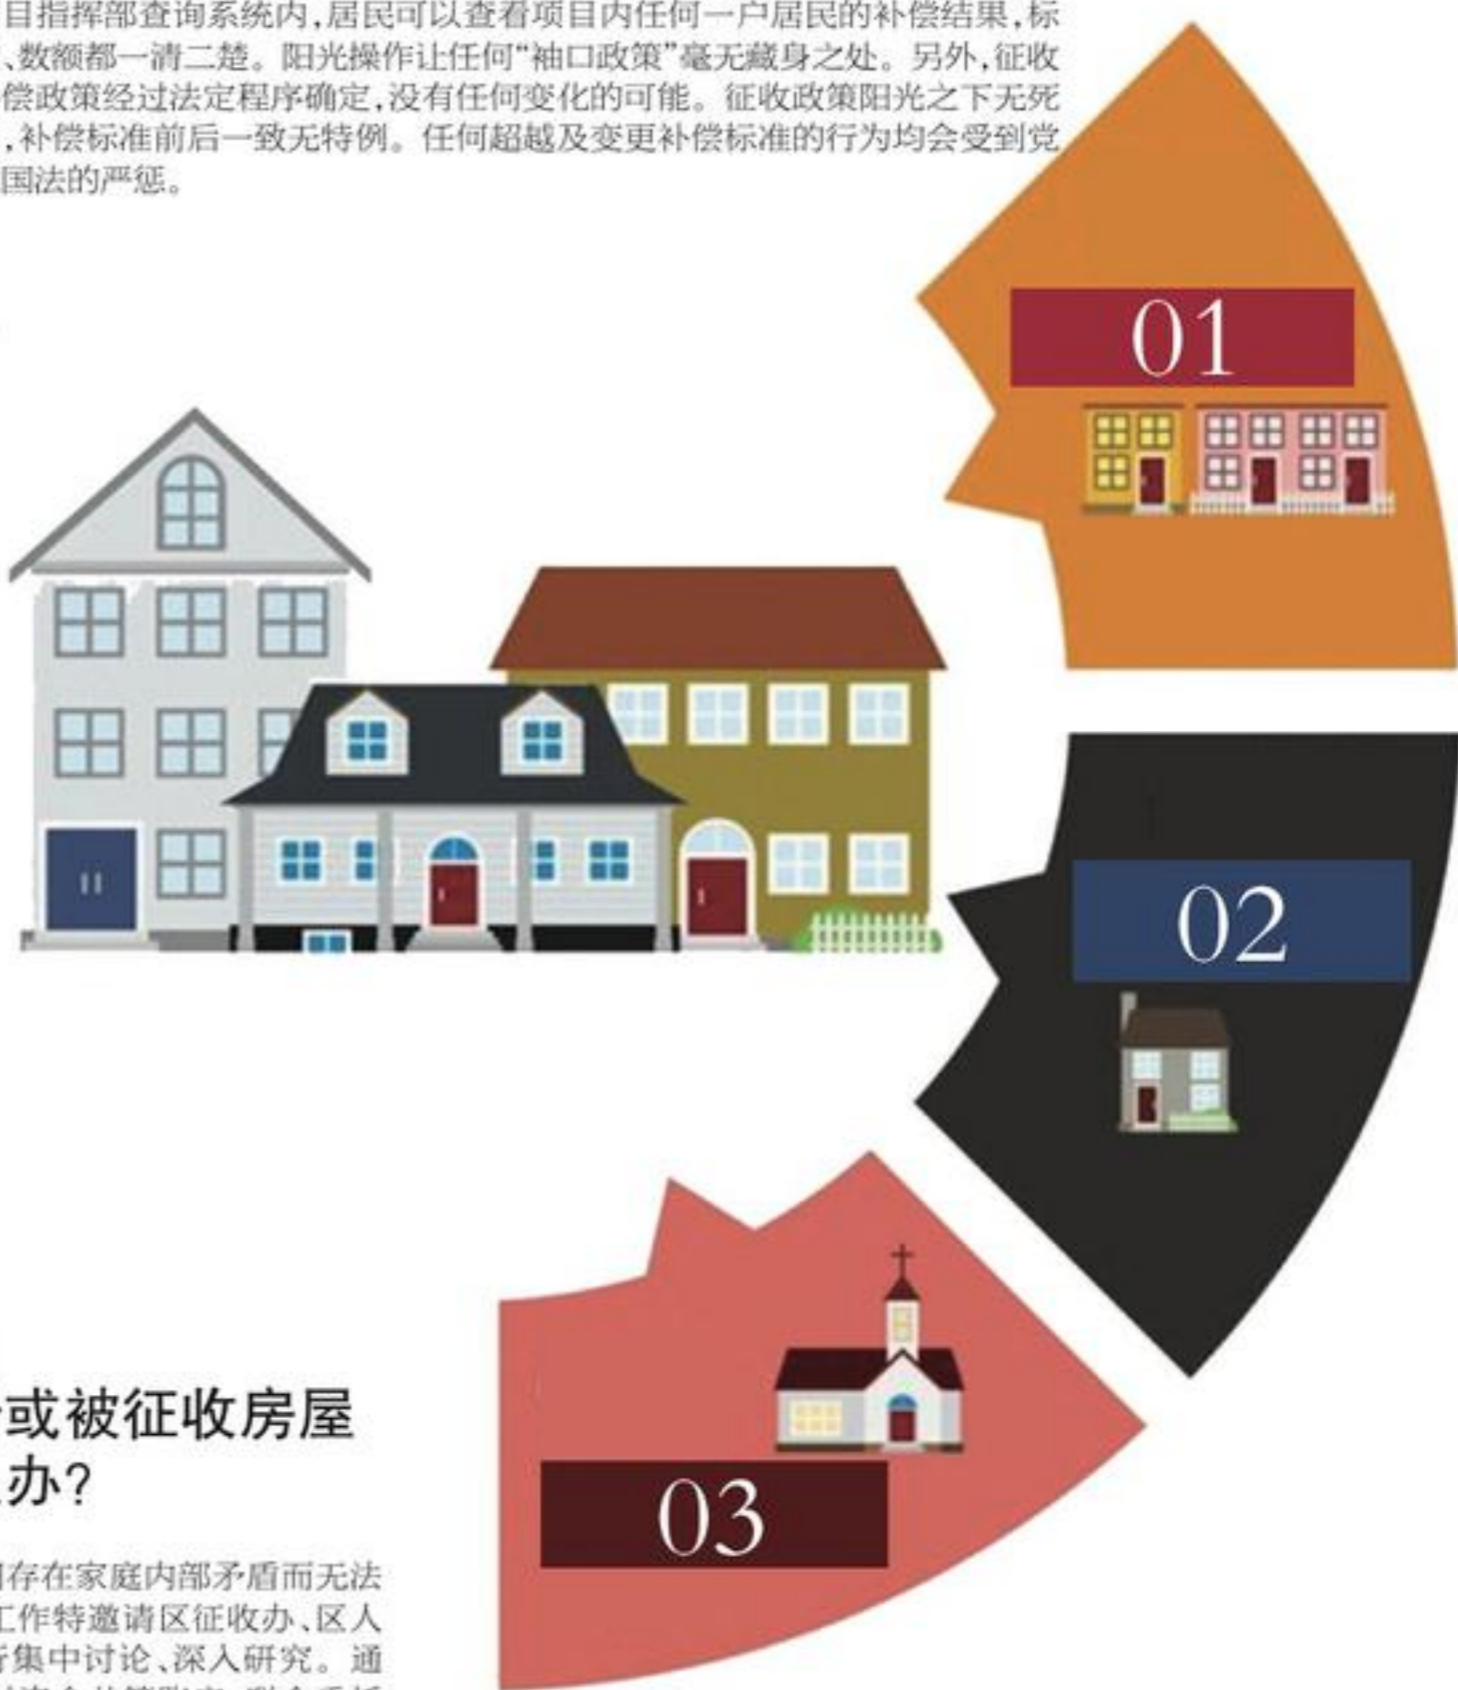 目指挥部查询系统内,居民可以查看项目内任何一户居民的补偿结果,标
、数额都一清二楚。阳光操作让任何“袖口政策”毫无藏身之处。另外,征收
偿政策经过法定程序确定,没有任何变化的可能。征收政策阳光之下无死
,补偿标准前后一致无特例。任何超越及变更补偿标准的行为均会受到党
国法的严惩。
01
02
或被征收房屋
办?
03
存在家庭内部矛盾而无法
工作特邀请区征收办、区人
集中讨论、深入研究。通